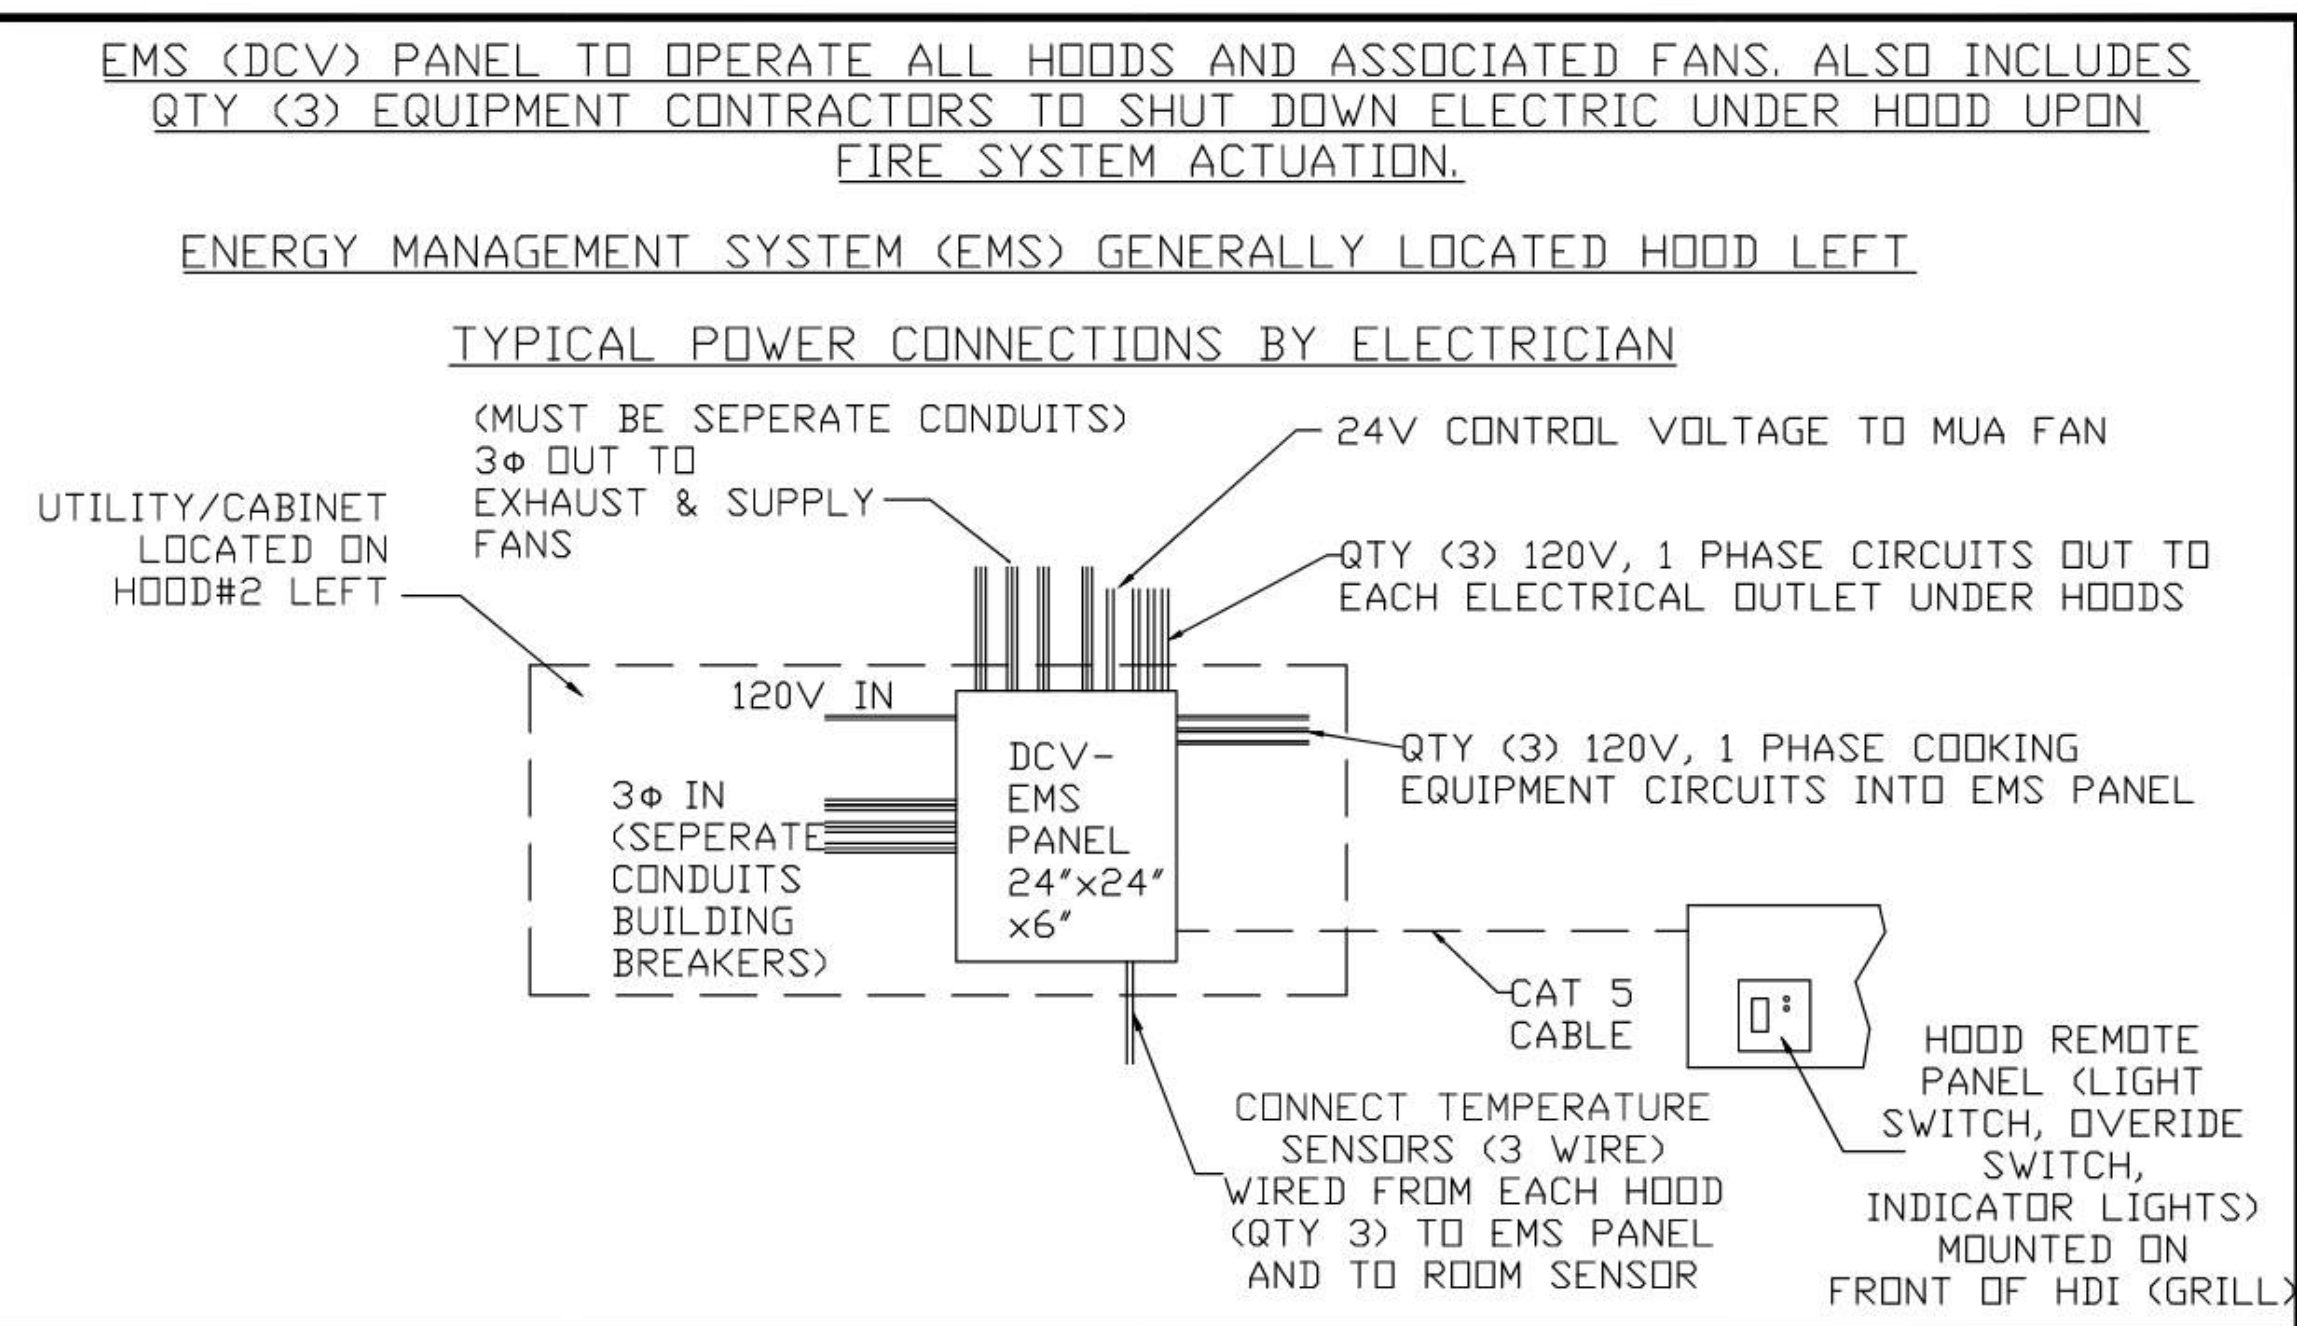 EMS (DCV) PANEL TO OPERATE ALL HOODS AND ASSOCIATED FANS. ALSO INCLUDES
QTY (3) EQUIPMENT CONTRACTORS TO SHUT DOWN ELECTRIC UNDER HOOD UPON
FIRE SYSTEM ACTUATION.
ENERGY MANAGEMENT SYSTEM (EMS) GENERALLY LOCATED HOOD LEFT
TYPICAL POWER CONNECTIONS BY ELECTRICIAN
(MUST BE SEPERATE CONDUITS)
3Φ OUT TO
EXHAUST & SUPPLY
FANS
24V CONTROL VOLTAGE TO MUA FAN
UTILITY/CABINET
LOCATED ON
HOOD#2 LEFT
QTY (3) 120V, 1 PHASE CIRCUITS OUT TO
EACH ELECTRICAL OUTLET UNDER HOODS
120V IN
3Φ IN
(SEPERATE
CONDUITS
BUILDING
BREAKERS)
DCV-
EMS
PANEL
24"x24"
x6"
QTY (3) 120V, 1 PHASE COOKING
EQUIPMENT CIRCUITS INTO EMS PANEL
CAT 5
CABLE
CONNECT TEMPERATURE
SENSORS (3 WIRE)
WIRED FROM EACH HOOD
(QTY 3) TO EMS PANEL
AND TO ROOM SENSOR
HOOD REMOTE
PANEL (LIGHT
SWITCH, OVERIDE
SWITCH,
INDICATOR LIGHTS)
MOUNTED ON
FRONT OF HDI (GRILL)